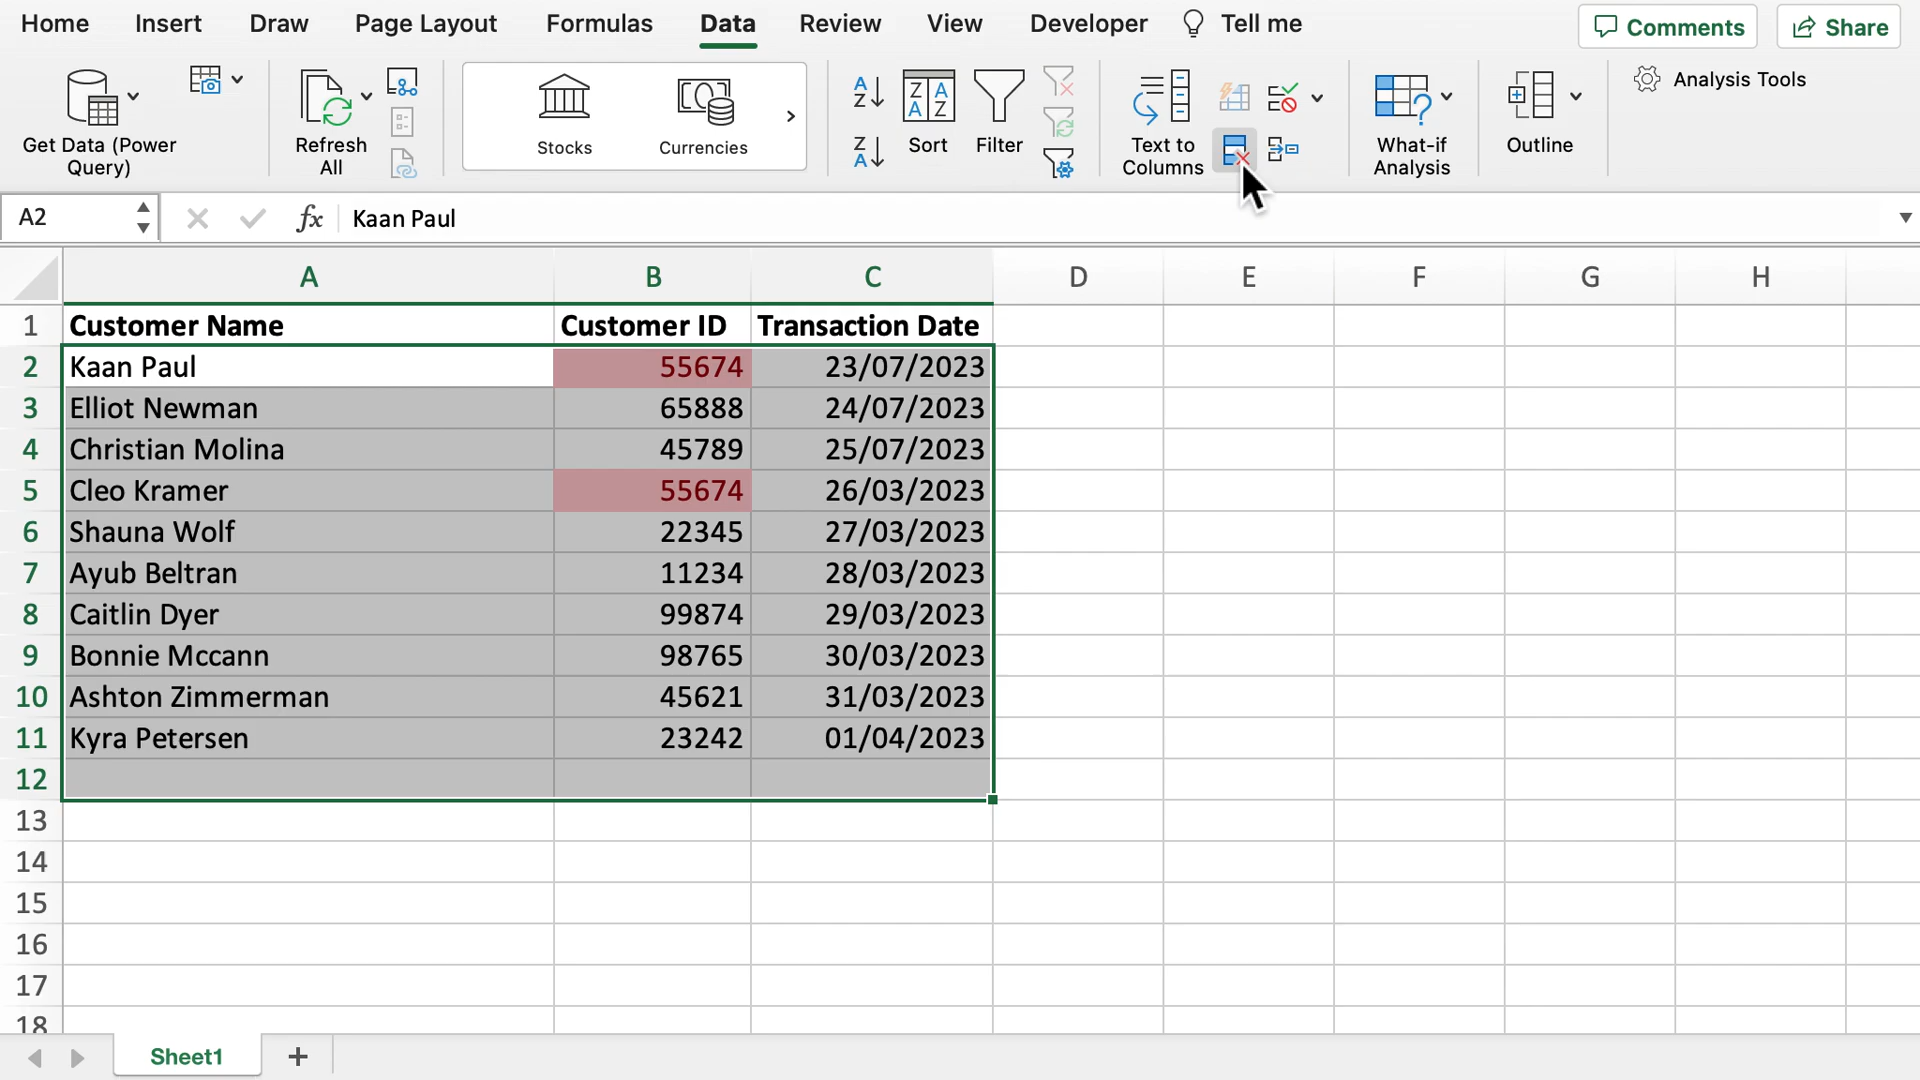 Home Insert Draw Page Layout Formulas Data Review View Developer Tell me Comments Share
Get Data (Power Query)
Refresh All
Stocks Currencies
A Z
Z A
Z A A Z
Sort Filter
Text to Columns
What-if Analysis
Outline
Analysis Tools
A2 fx Kaan Paul
A B C D E F G H
1 Customer Name Customer ID Transaction Date
2 Kaan Paul 55674 23/07/2023
3 Elliot Newman 65888 24/07/2023
4 Christian Molina 45789 25/07/2023
5 Cleo Kramer 55674 26/03/2023
6 Shauna Wolf 22345 27/03/2023
7 Ayub Beltran 11234 28/03/2023
8 Caitlin Dyer 99874 29/03/2023
9 Bonnie Mccann 98765 30/03/2023
10 Ashton Zimmerman 45621 31/03/2023
11 Kyra Petersen 23242 01/04/2023
12
13
14
15
16
17
18
Sheet1